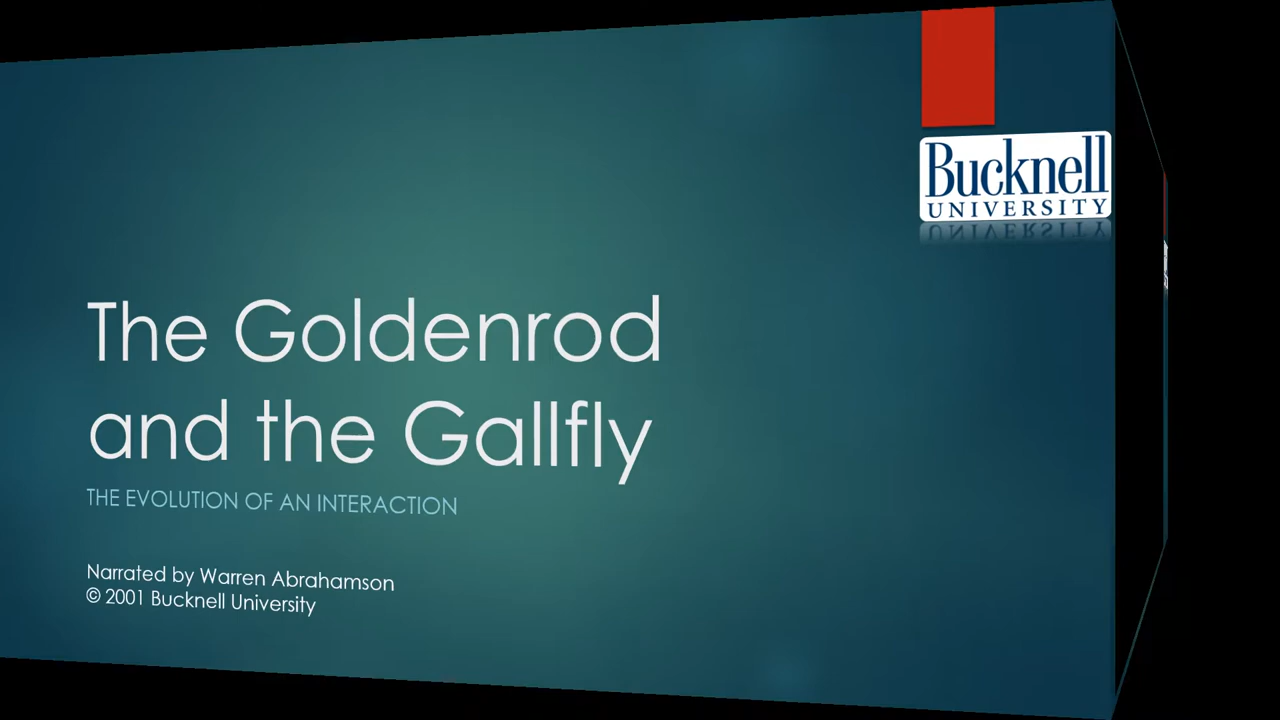 Bucknell
UNIVERSITY
The Goldenrod
and the Gallfly
THE EVOLUTION OF AN INTERACTION
Narrated by Warren Abrahamson
© 2001 Bucknell University